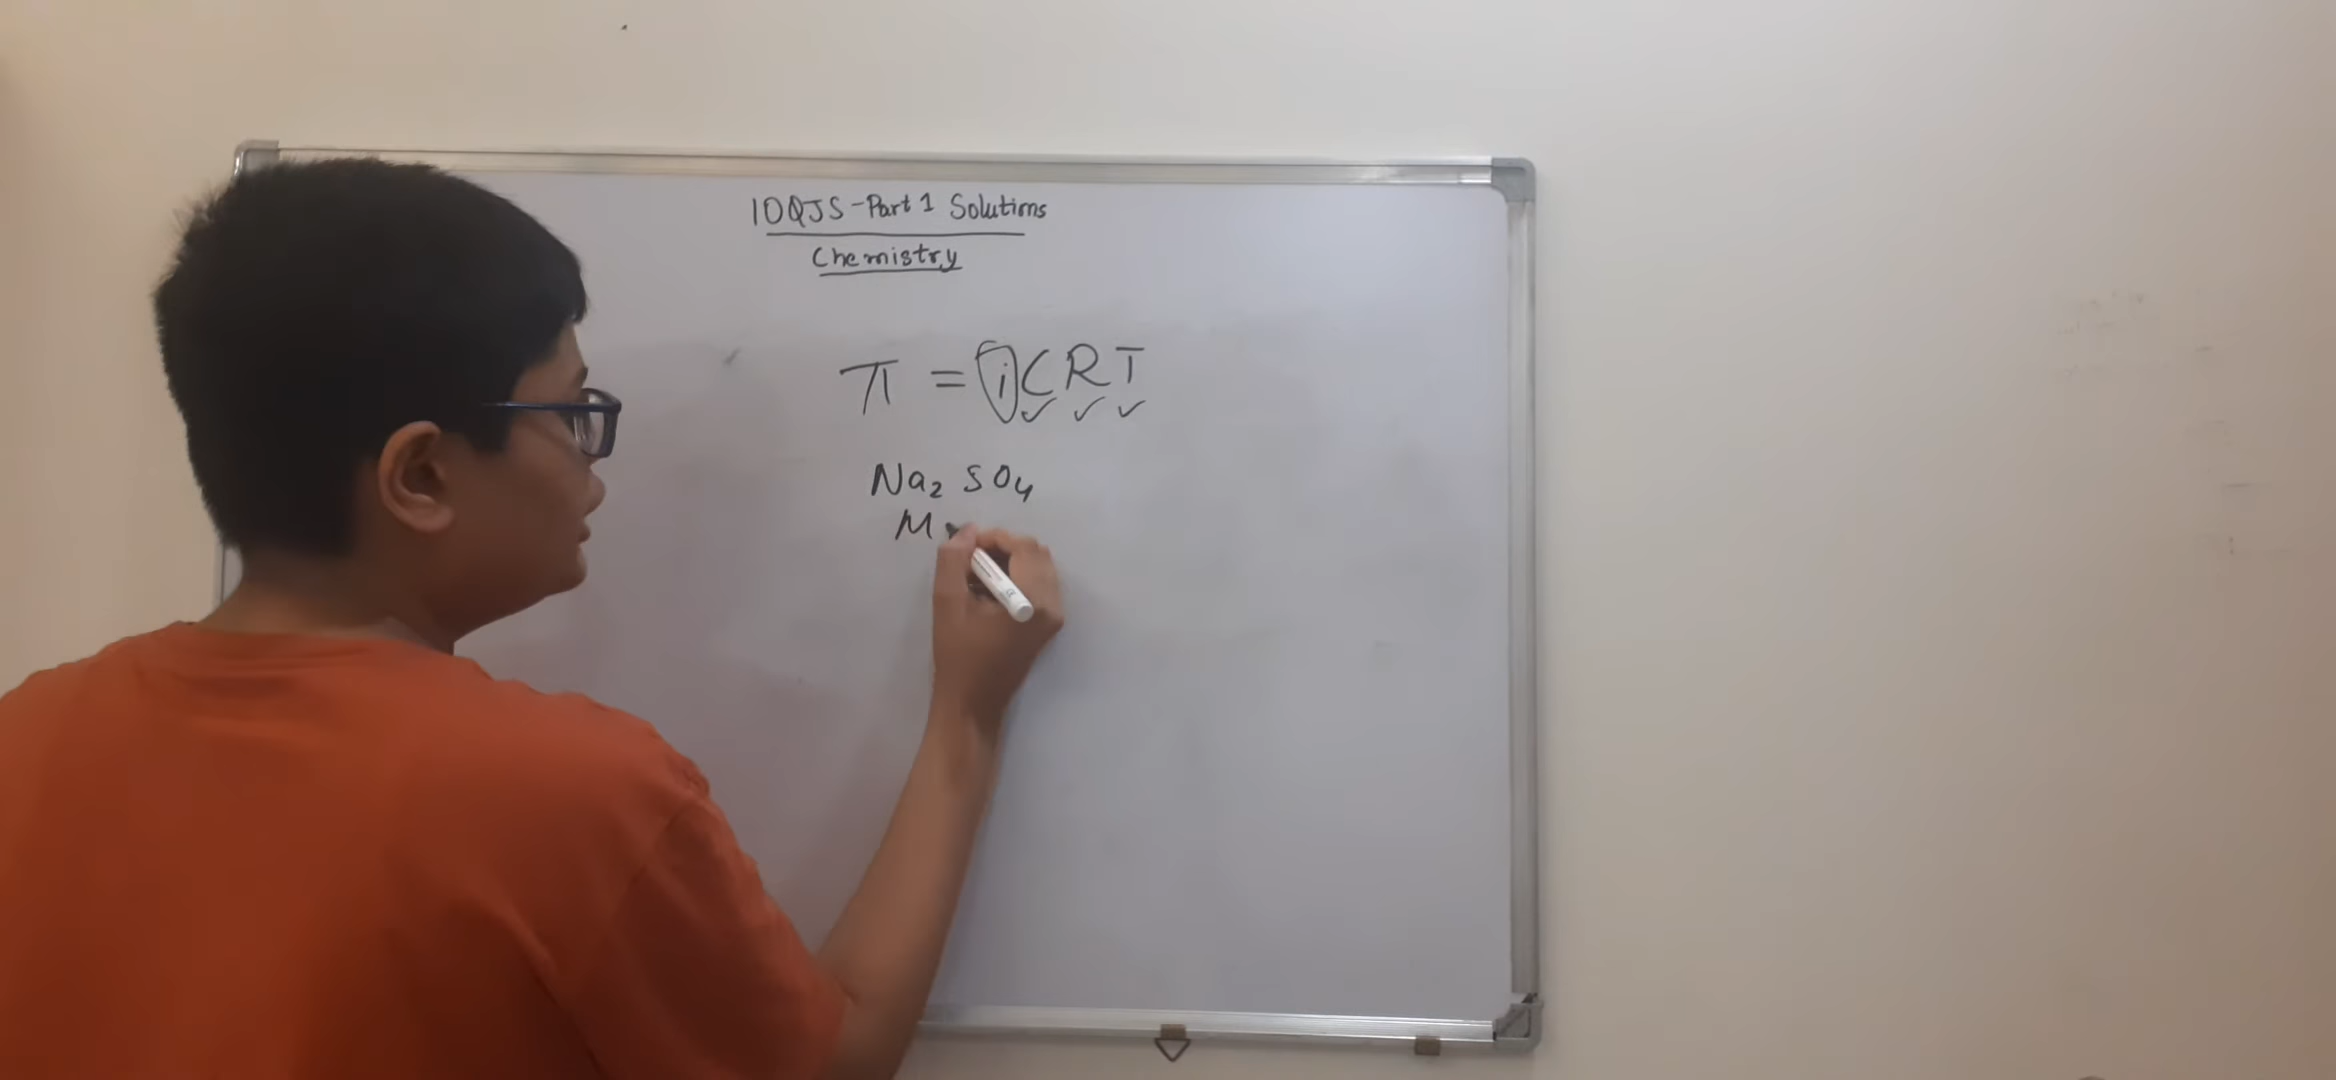 IOQJS-Part 1 Solutions
Chemistry
π = iCRT
Na₂ SO₄
M